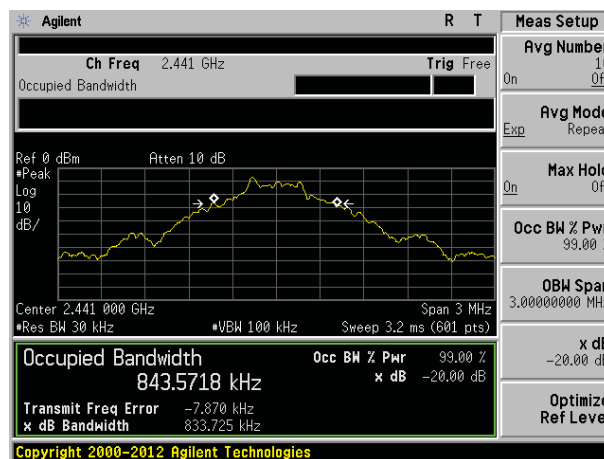 Agilent R T Meas Setup
Ch Freq 2.441 GHz Trig Free
Occupied Bandwidth
Avg Number
On
Avg Mode
Exp
Max Hold
On
Occ BW % Pwr
99.00 %
OBW Span
3.00000000 MHz
x dB
-20.00 dB
Optimize
Ref Level
Ref 0 dBm Atten 10 dB
#Peak
Log
10
dB/
Center 2.441 000 GHz Span 3 MHz
#Res BW 30 kHz #VBW 100 kHz Sweep 3.2 ms (601 pts)
Occupied Bandwidth
843.5718 kHz
Occ BW % Pwr 99.00 %
x dB -20.00 dB
Transmit Freq Error -7.870 kHz
x dB Bandwidth 833.725 kHz
Copyright 2000-2012 Agilent Technologies